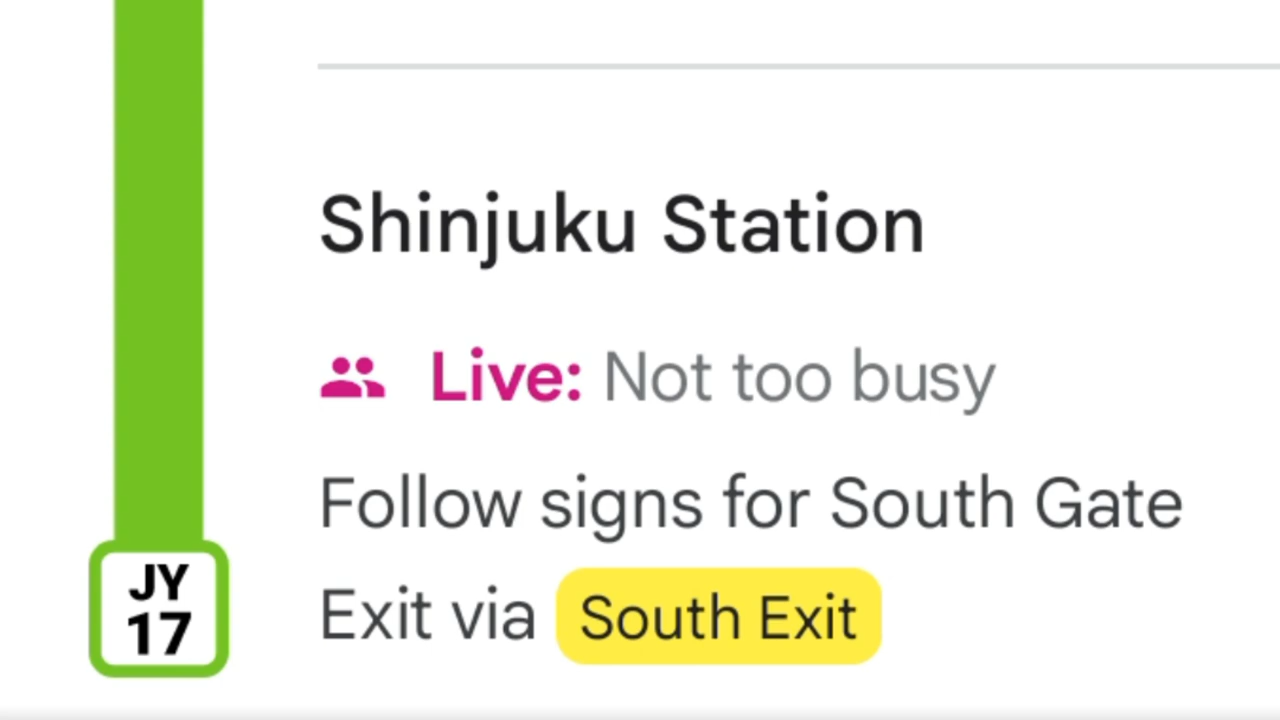 Shinjuku Station
Live: Not too busy
Follow signs for South Gate
Exit via South Exit
JY
17